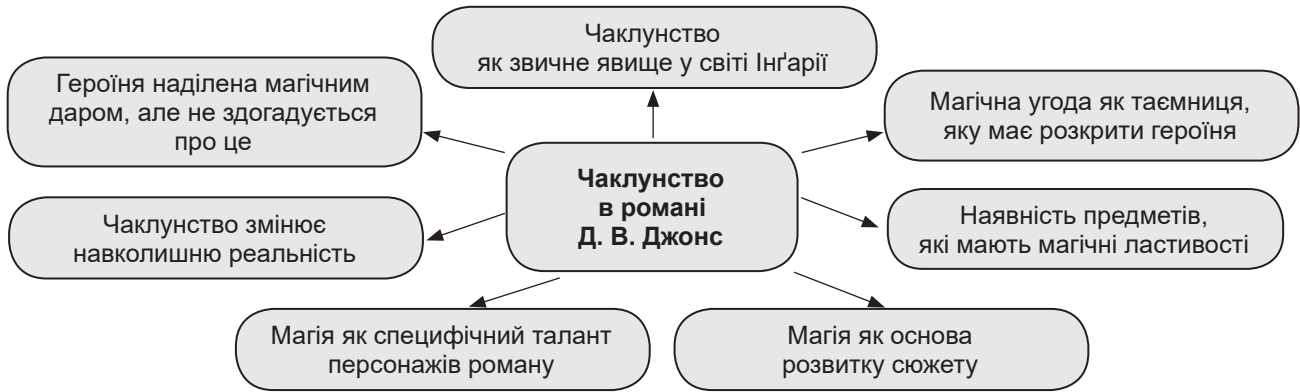 Чаклунство
як звичне явище у світі Інґарії
Героїня наділена магічним
даром, але не здогадується
про це
Магічна угода як таємниця,
яку має розкрити героїня
Чаклунство
в романі
Д. В. Джонс
Чаклунство змінює
навколишню реальність
Наявність предметів,
які мають магічні ластивості
Магія як специфічний талант
персонажів роману
Магія як основа
розвитку сюжету